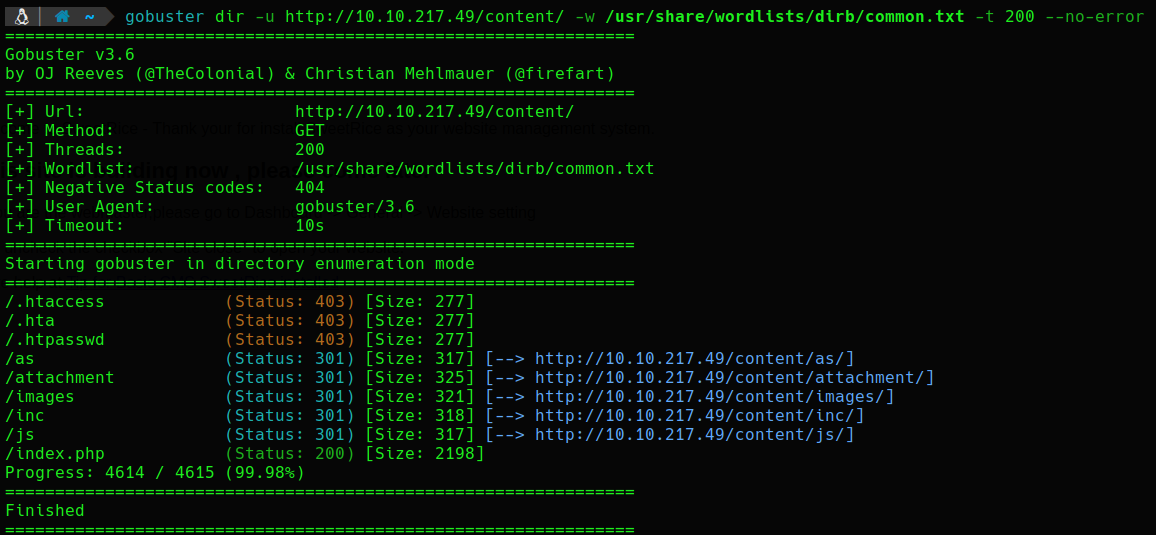 ~ gobuster dir -u http://10.10.217.49/content/ -w /usr/share/wordlists/dirb/common.txt -t 200 --no-error
===============================================================
Gobuster v3.6
by OJ Reeves (@TheColonial) & Christian Mehlmauer (@firefart)
===============================================================
[+] Url:                     http://10.10.217.49/content/
[+] Method:                  GET
[+] Threads:                 200
[+] Wordlist:                /usr/share/wordlists/dirb/common.txt
[+] Negative Status codes:   404
[+] User Agent:              gobuster/3.6
[+] Timeout:                 10s
===============================================================
Starting gobuster in directory enumeration mode
===============================================================
/.htaccess            (Status: 403) [Size: 277]
/.hta                 (Status: 403) [Size: 277]
/.htpasswd            (Status: 403) [Size: 277]
/as                   (Status: 301) [Size: 317] [--> http://10.10.217.49/content/as/]
/attachment           (Status: 301) [Size: 325] [--> http://10.10.217.49/content/attachment/]
/images               (Status: 301) [Size: 321] [--> http://10.10.217.49/content/images/]
/inc                  (Status: 301) [Size: 318] [--> http://10.10.217.49/content/inc/]
/js                   (Status: 301) [Size: 317] [--> http://10.10.217.49/content/js/]
/index.php            (Status: 200) [Size: 2198]
Progress: 4614 / 4615 (99.98%)
===============================================================
Finished
===============================================================